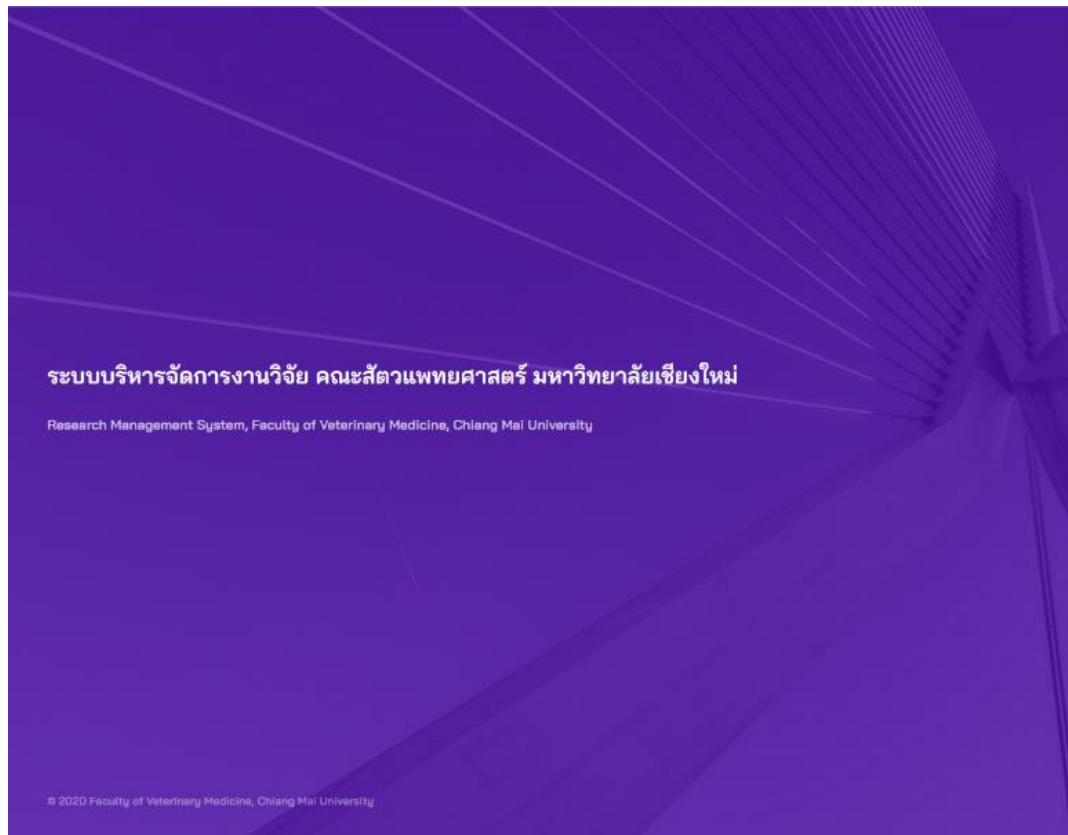 ระบบบริหารจัดการงานวิจัย คณะสัตวแพทยศาสตร์ มหาวิทยาลัยเชียงใหม่
Research Management System, Faculty of Veterinary Medicine, Chiang Mai University
© 2020 Faculty of Veterinary Medicine, Chiang Mai University